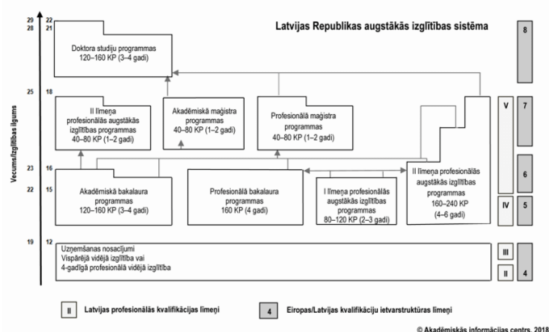 Latvijas Republikas augstākās izglītības sistēma
Vecums/Izglītības ilgums
29 22
28 21
Doktora studiju programmas
120–160 KP (3–4 gadi)
8
25 18
II līmeņa
profesionālās augstākās
izglītības programmas
40–80 KP (1–2 gadi)
Akadēmiskā maģistra
programmas
40–80 KP (1–2 gadi)
Profesionālā maģistra
programmas
40–80 KP (1–2 gadi)
V
7
23 16
22 15
Akadēmiskā bakalaura
programmas
120–160 KP (3–4 gadi)
Profesionālā bakalaura
programmas
160 KP (4 gadi)
I līmeņa profesionālās
augstākās izglītības
programmas
80–120 KP (2–3 gadi)
II līmeņa profesionālās
augstākās izglītības
programmas
160–240 KP
(4–6 gadi)
6
IV
5
19 12
Uzņemšanas nosacījumi
Vispārējā vidējā izglītība vai
4-gadīgā profesionālā vidējā izglītība
III
II
4
II Latvijas profesionālās kvalifikācijas līmeņi
4 Eiropas/Latvijas kvalifikāciju ietvarstruktūras līmeņi
© Akadēmiskās informācijas centrs, 2018